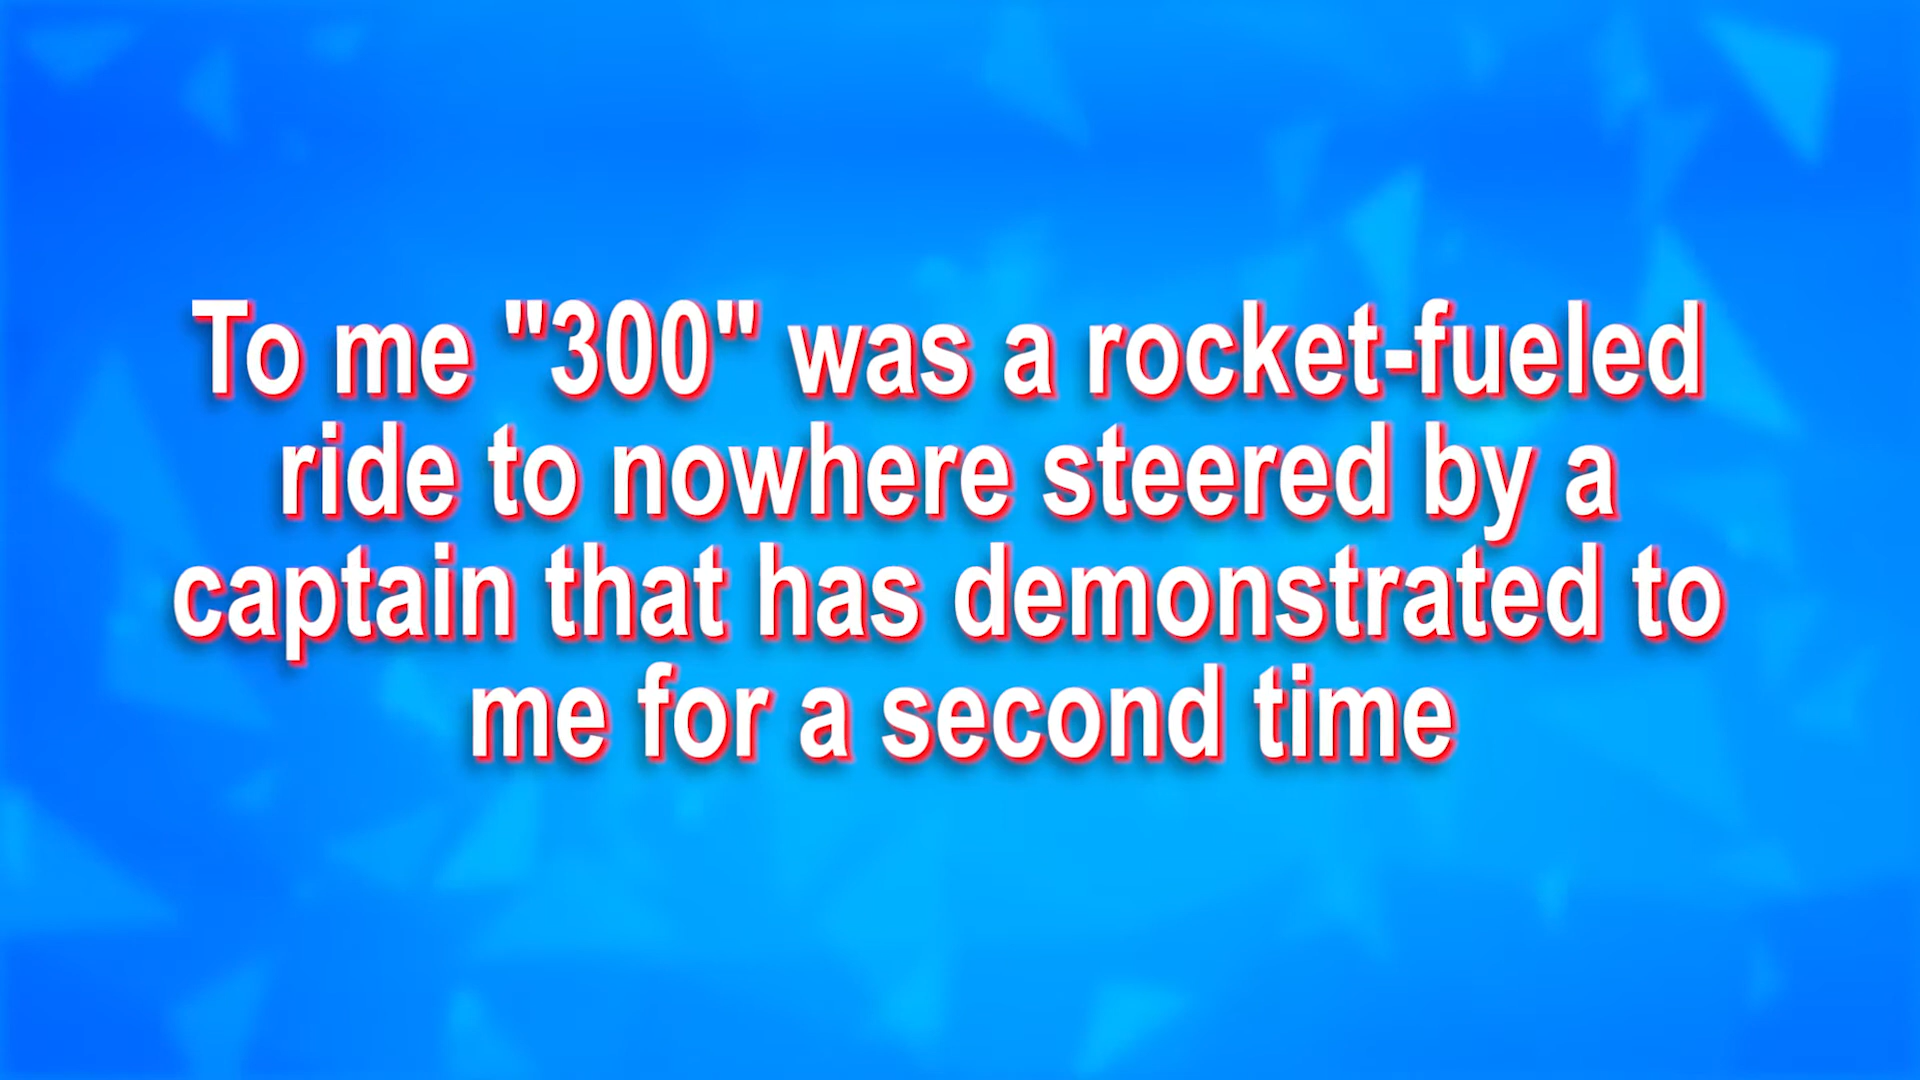 To me "300" was a rocket-fueled
ride to nowhere steered by a
captain that has demonstrated to
me for a second time